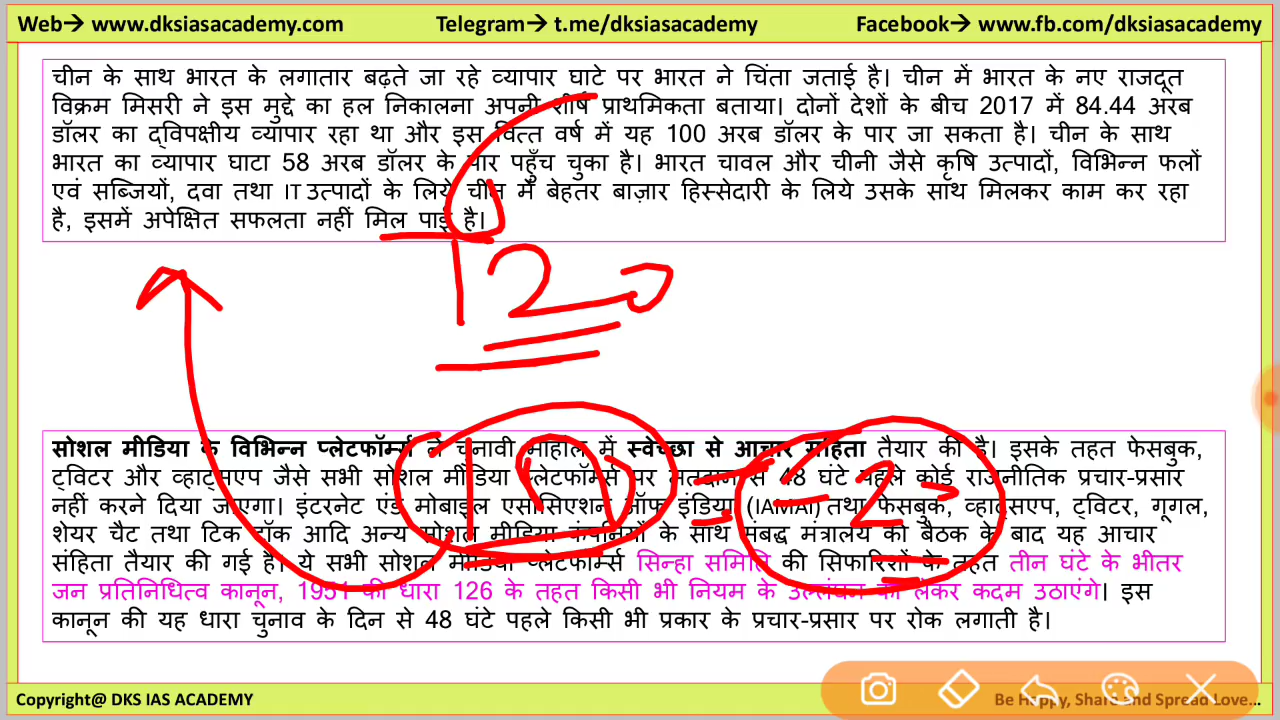 Web→ www.dksiasacademy.com Telegram→ t.me/dksiasacademy Facebook→ www.fb.com/dksiasacademy
चीन के साथ भारत के लगातार बढ़ते जा रहे व्यापार घाटे पर भारत ने चिंता जताई है। चीन में भारत के नए राजदूत
विक्रम मिसरी ने इस मुद्दे का हल निकालना अपनी शीर्ष प्राथमिकता बताया। दोनों देशों के बीच 2017 में 84.44 अरब
डॉलर का द्विपक्षीय व्यापार रहा था और इस वित्त वर्ष में यह 100 अरब डॉलर के पार जा सकता है। चीन के साथ
भारत का व्यापार घाटा 58 अरब डॉलर के पार पहुँच चुका है। भारत चावल और चीनी जैसे कृषि उत्पादों, विभिन्न फलों
एवं सब्जियों, दवा तथा IT उत्पादों के लिये चीन में बेहतर बाज़ार हिस्सेदारी के लिये उसके साथ मिलकर काम कर रहा
है, इसमें अपेक्षित सफलता नहीं मिल पाई है।
12
सोशल मीडिया के विभिन्न प्लेटफॉर्म्स ने चुनावी माहौल में स्वेच्छा से आचार संहिता तैयार की है। इसके तहत फेसबुक,
ट्विटर और व्हाट्सएप जैसे सभी सोशल मीडिया प्लेटफॉर्म्स पर मतदान से 48 घंटे पहले कोई राजनीतिक प्रचार-प्रसार
नहीं करने दिया जाएगा। इंटरनेट एंड मोबाइल एसोसिएशन ऑफ इंडिया (IAMAI) तथा फेसबुक, व्हाट्सएप, ट्विटर, गूगल,
शेयर चैट तथा टिक टॉक आदि अन्य सोशल मीडिया कंपनियों के साथ संबद्ध मंत्रालय की बैठक के बाद यह आचार
संहिता तैयार की गई है। ये सभी सोशल मीडिया प्लेटफॉर्म्स सिन्हा समिति की सिफारिशों के तहत तीन घंटे के भीतर
जन प्रतिनिधित्व कानून, 1951 की धारा 126 के तहत किसी भी नियम के उल्लंघन को लेकर कदम उठाएंगे। इस
कानून की यह धारा चुनाव के दिन से 48 घंटे पहले किसी भी प्रकार के प्रचार-प्रसार पर रोक लगाती है।
Copyright@ DKS IAS ACADEMY Be Happy, Share and Spread Love…